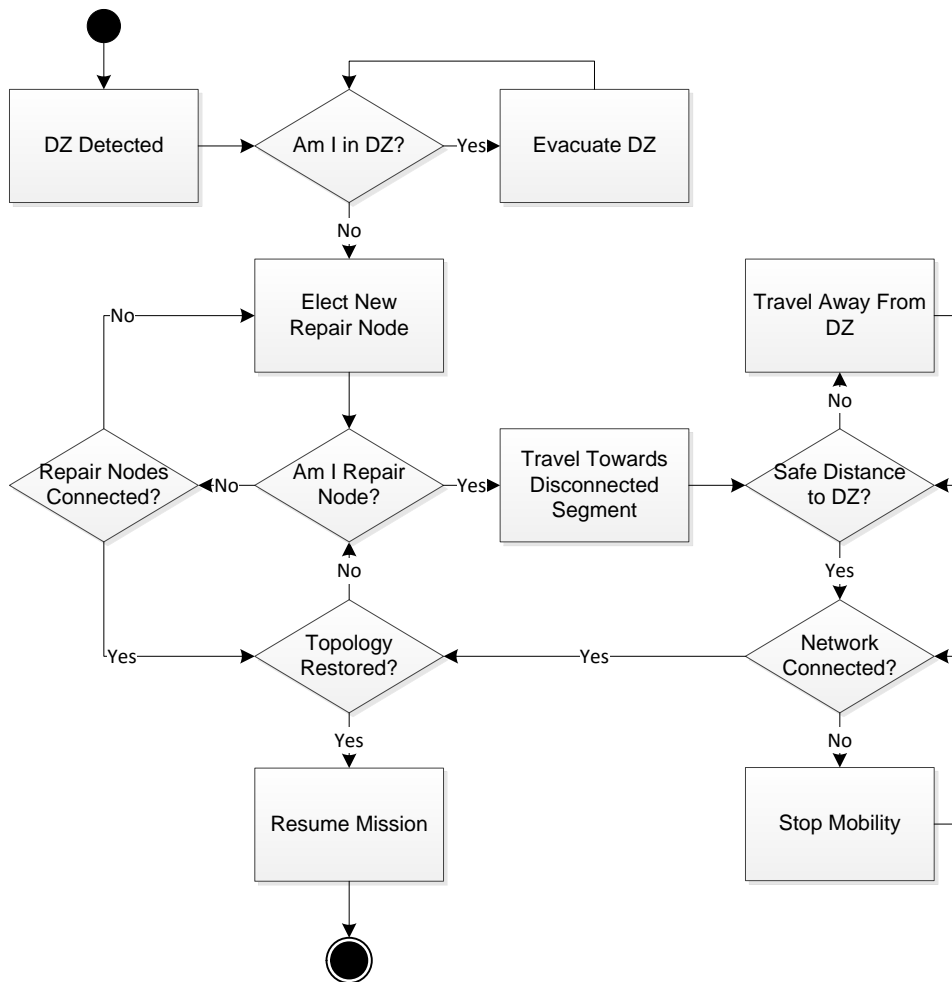 DZ Detected
Am I in DZ?
Yes
Evacuate DZ
No
Elect New
Repair Node
Travel Away From
DZ
No
No
Repair Nodes
Connected?
No
Am I Repair
Node?
Yes
Travel Towards
Disconnected
Segment
Safe Distance
to DZ?
No
Yes
Yes
Topology
Restored?
Yes
Network
Connected?
Yes
No
Resume Mission
Stop Mobility